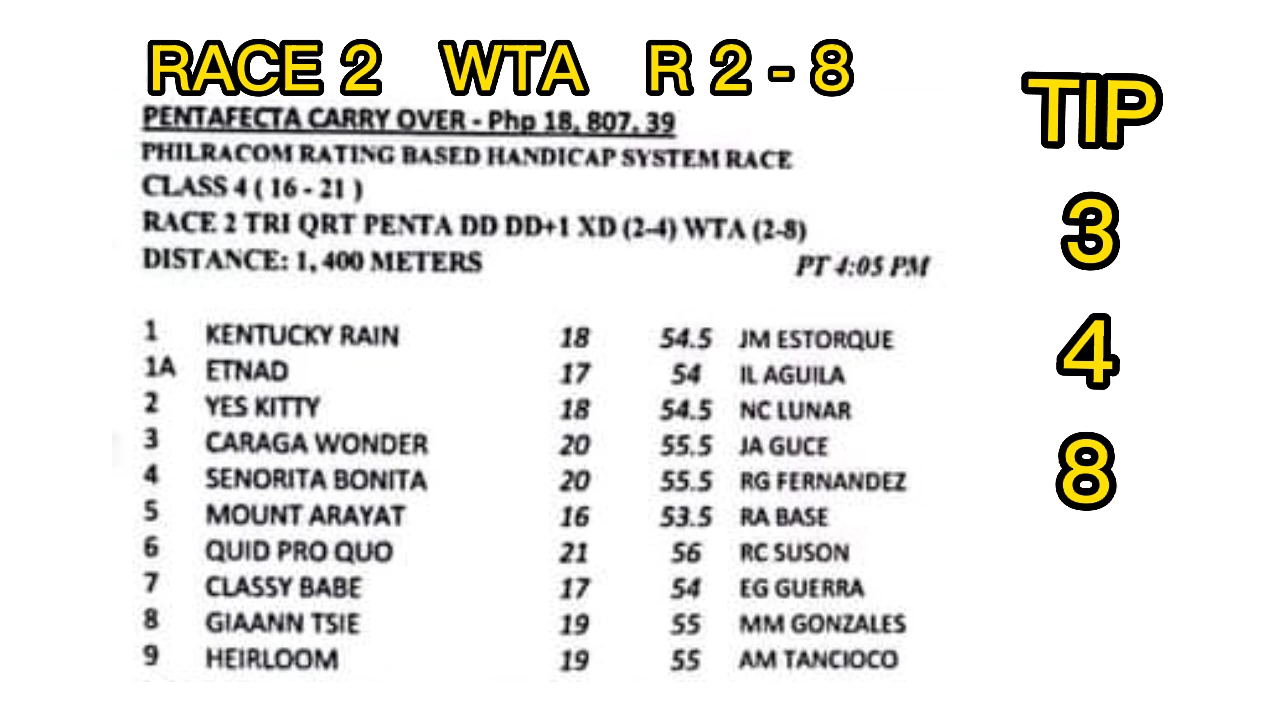 RACE 2 WTA R 2 - 8
PENTAFECTA CARRY OVER - Php 18, 807. 39
PHILRACOM RATING BASED HANDICAP SYSTEM RACE
CLASS 4 ( 16 - 21 )
RACE 2 TRI QRT PENTA DD DD+1 XD (2-4) WTA (2-8)
DISTANCE: 1, 400 METERS PT 4:05 PM
1 KENTUCKY RAIN 18 54.5 JM ESTORQUE
1A ETNAD 17 54 IL AGUILA
2 YES KITTY 18 54.5 NC LUNAR
3 CARAGA WONDER 20 55.5 JA GUCE
4 SENORITA BONITA 20 55.5 RG FERNANDEZ
5 MOUNT ARAYAT 16 53.5 RA BASE
6 QUID PRO QUO 21 56 RC SUSON
7 CLASSY BABE 17 54 EG GUERRA
8 GIAANN TSIE 19 55 MM GONZALES
9 HEIRLOOM 19 55 AM TANCIOCO
TIP
3
4
8